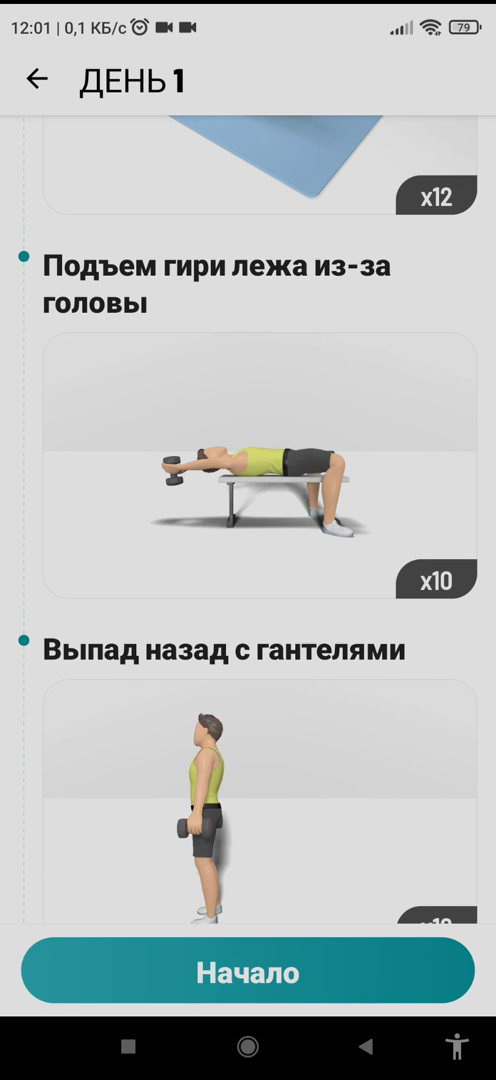 12:01 | 0,1 КБ/с
79
ДЕНЬ 1
x12
Подъем гири лежа из-за
головы
x10
Выпад назад с гантелями
Начало